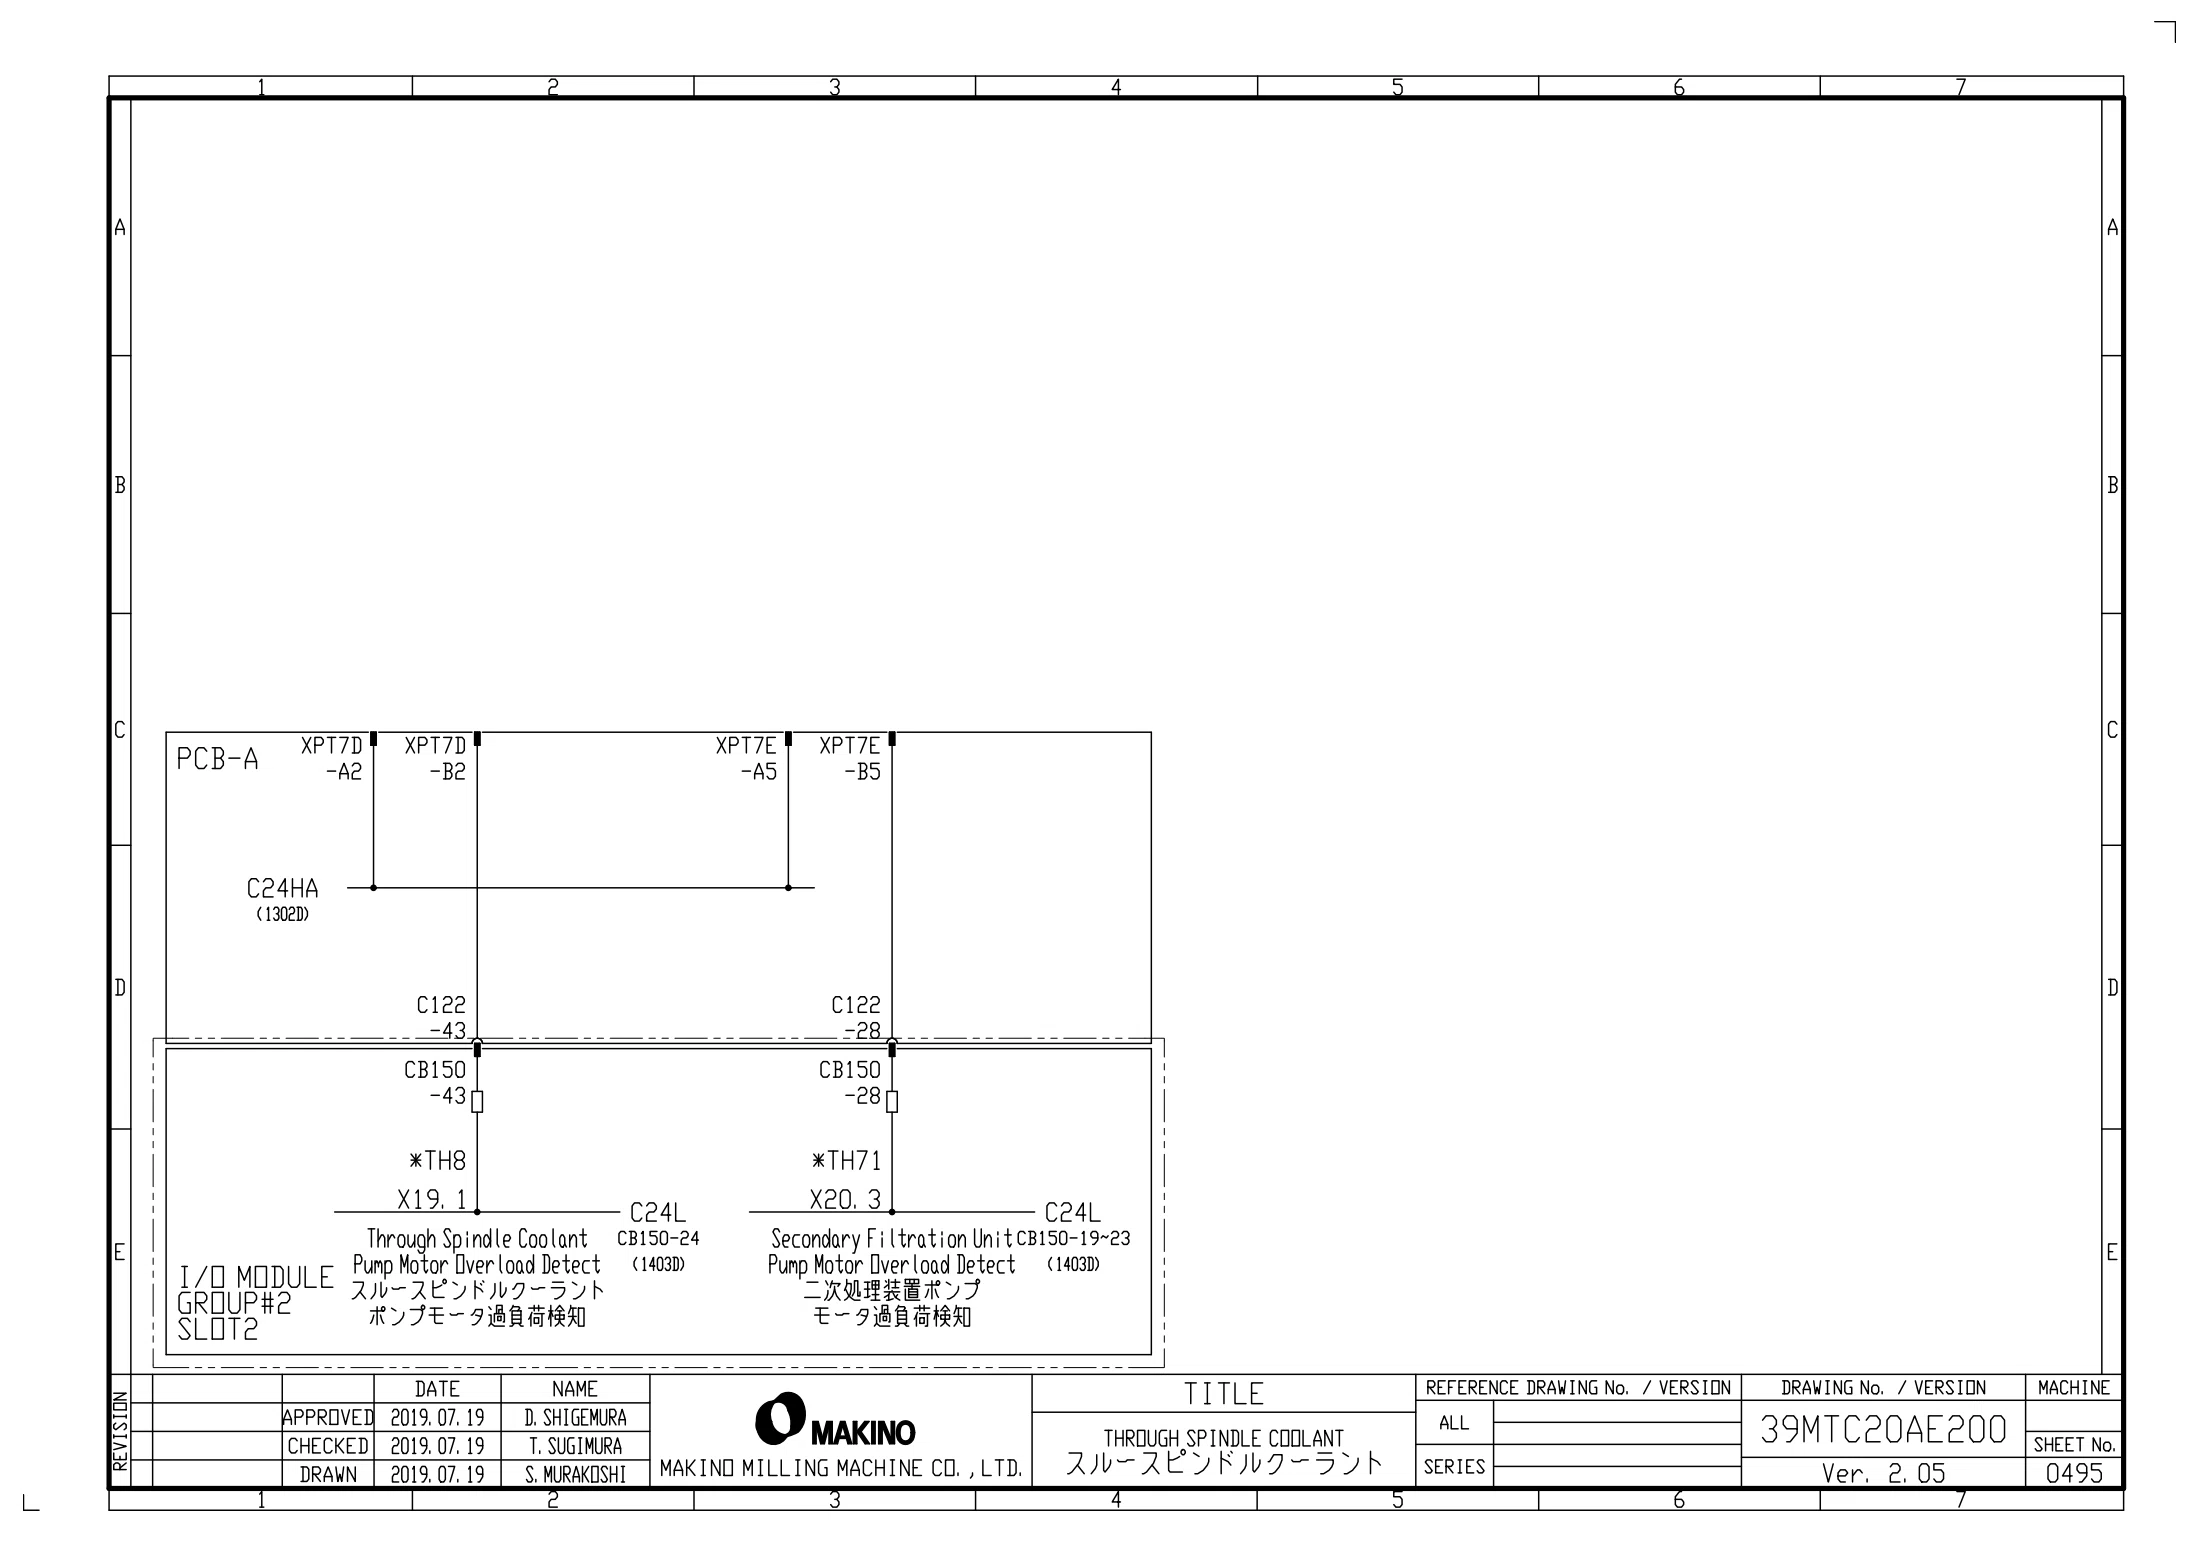 1 2 3 4 5 6 7
A A
B B
C C
D D
E E
PCB-A
XPT7D
-A2
XPT7D
-B2
XPT7E
-A5
XPT7E
-B5
C24HA
(1302D)
C122
-43
C122
-28
CB150
-43
CB150
-28
*TH8
X19.1
*TH71
X20.3
C24L
CB150-24
(1403D)
C24L
CB150-19~23
(1403D)
Through Spindle Coolant
Pump Motor Overload Detect
スルースピンドルクーラント
ポンプモータ過負荷検知
Secondary Filtration Unit
Pump Motor Overload Detect
二次処理装置ポンプ
モータ過負荷検知
I/O MODULE
GROUP#2
SLOT2
REVISION
DATE NAME
APPROVED 2019.07.19 D. SHIGEMURA
CHECKED 2019.07.19 T. SUGIMURA
DRAWN 2019.07.19 S. MURAKOSHI
MAKINO
MAKINO MILLING MACHINE CO.,LTD.
TITLE
THROUGH SPINDLE COOLANT
スルースピンドルクーラント
REFERENCE DRAWING No. / VERSION
ALL
SERIES
DRAWING No. / VERSION
39MTC20AE200
Ver. 2.05
MACHINE
SHEET No.
0495
1 2 3 4 5 6 7